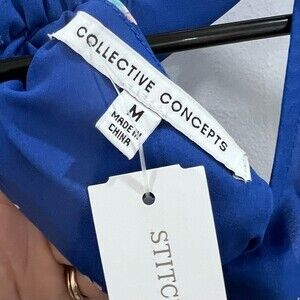 COLLECTIVE CONCEPTS
M
MADE IN
CHINA
STITC